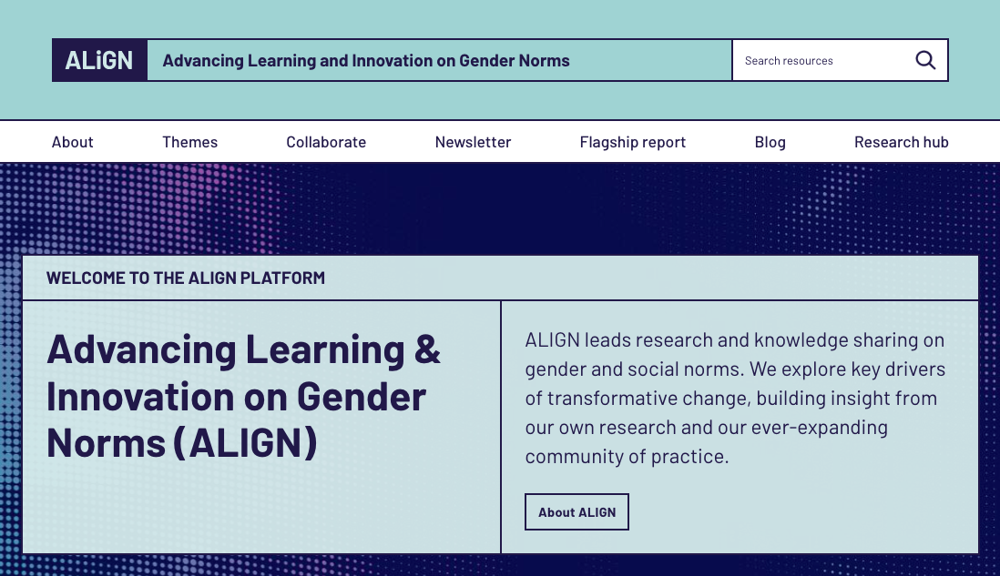 ALiGN
Advancing Learning and Innovation on Gender Norms
Search resources
About
Themes
Collaborate
Newsletter
Flagship report
Blog
Research hub
WELCOME TO THE ALIGN PLATFORM
Advancing Learning &
Innovation on Gender
Norms (ALIGN)
ALIGN leads research and knowledge sharing on
gender and social norms. We explore key drivers
of transformative change, building insight from
our own research and our ever-expanding
community of practice.
About ALIGN